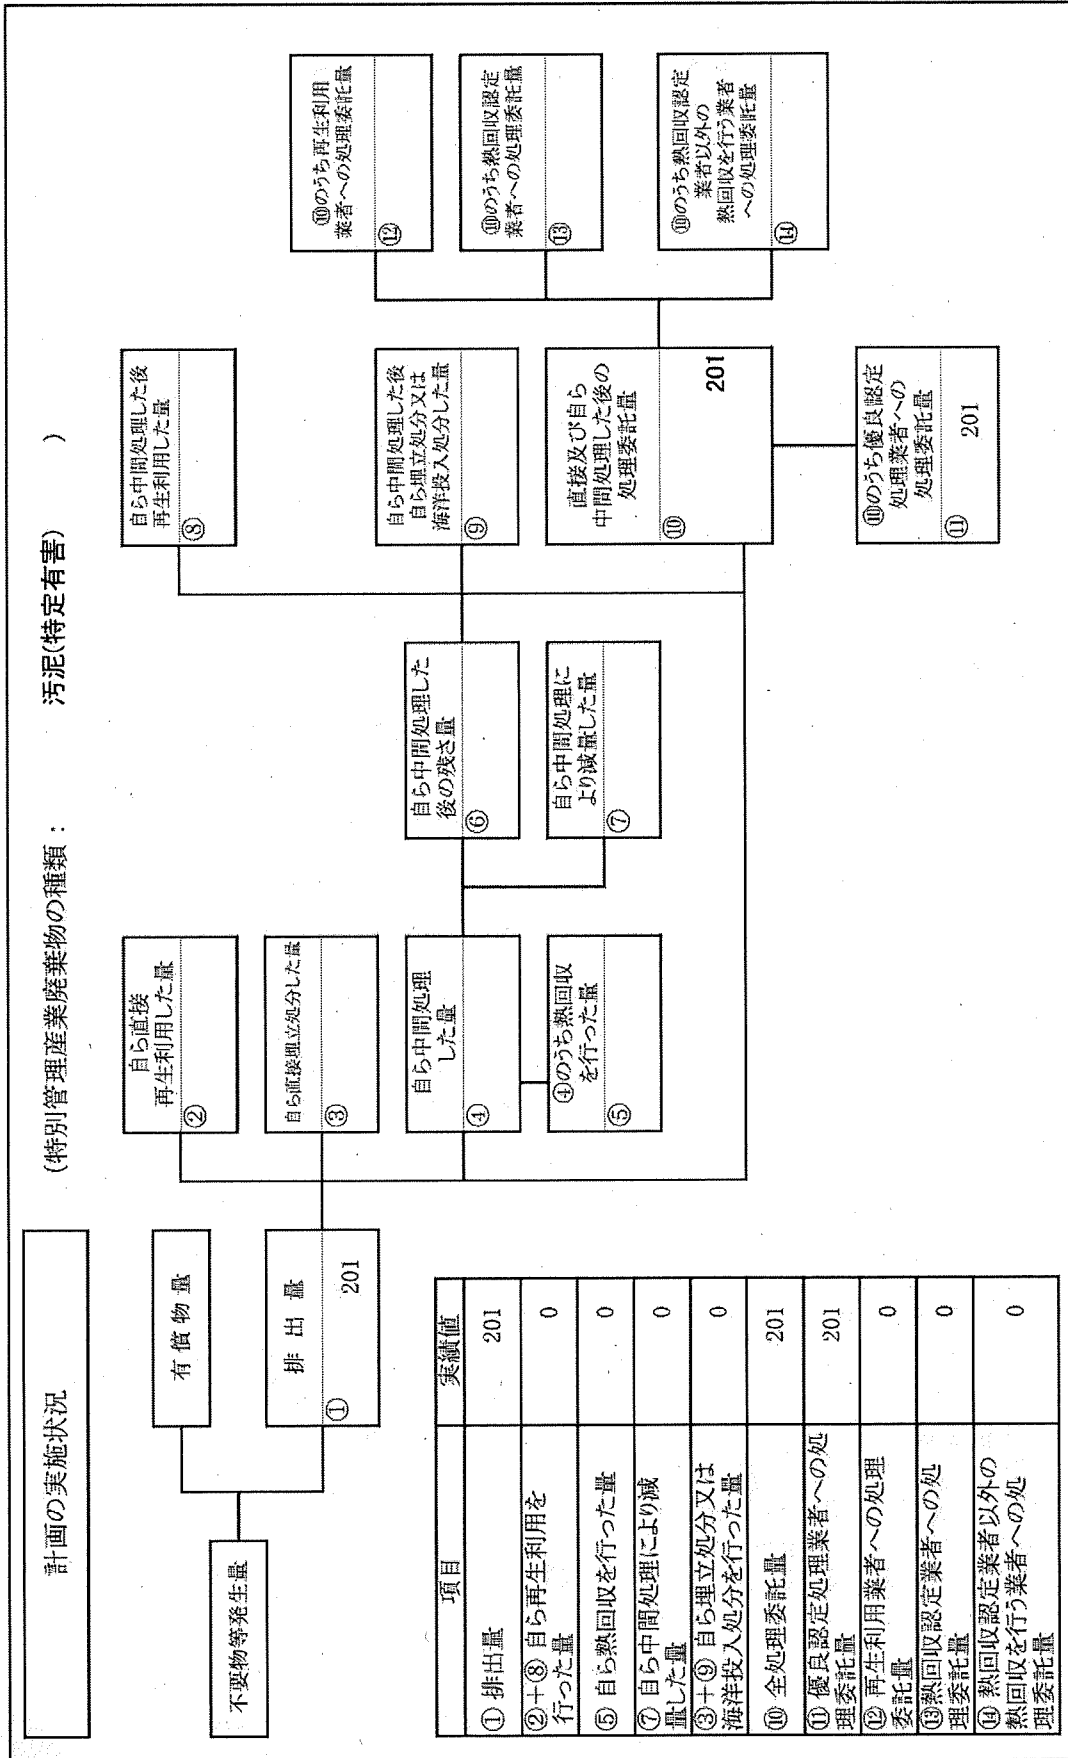 計画の実施状況
(特別管理産業廃棄物の種類： 汚泥(特定有害) )
不要物等発生量
有償物量
排出量
① 201
自ら直接
再生利用した量
②
自ら直接埋立処分した量
③
自ら中間処理
した量
④
④のうち熱回収
を行った量
⑤
自ら中間処理した
後の残さ量
⑥
自ら中間処理に
より減量した量
⑦
自ら中間処理した後
再生利用した量
⑧
自ら中間処理した後
自ら埋立処分又は
海洋投入処分した量
⑨
直接及び自ら
中間処理した後の
処理委託量
⑩ 201
⑩のうち優良認定
処理業者への
処理委託量
⑪ 201
⑩のうち再生利用
業者への処理委託量
⑫
⑩のうち熱回収認定
業者への処理委託量
⑬
⑩のうち熱回収認定
業者以外の
熱回収を行う業者
への処理委託量
⑭
項目 実績値
① 排出量 201
②＋⑧ 自ら再生利用を
行った量 0
⑤ 自ら熱回収を行った量 0
⑦ 自ら中間処理により減
量した量 0
③＋⑨ 自ら埋立処分又は
海洋投入処分を行った量 0
⑩ 全処理委託量 201
⑪ 優良認定処理業者への処
理委託量 201
⑫ 再生利用業者への処理
委託量 0
⑬熱回収認定業者への処
理委託量 0
⑭ 熱回収認定業者以外の
熱回収を行う業者への処
理委託量 0